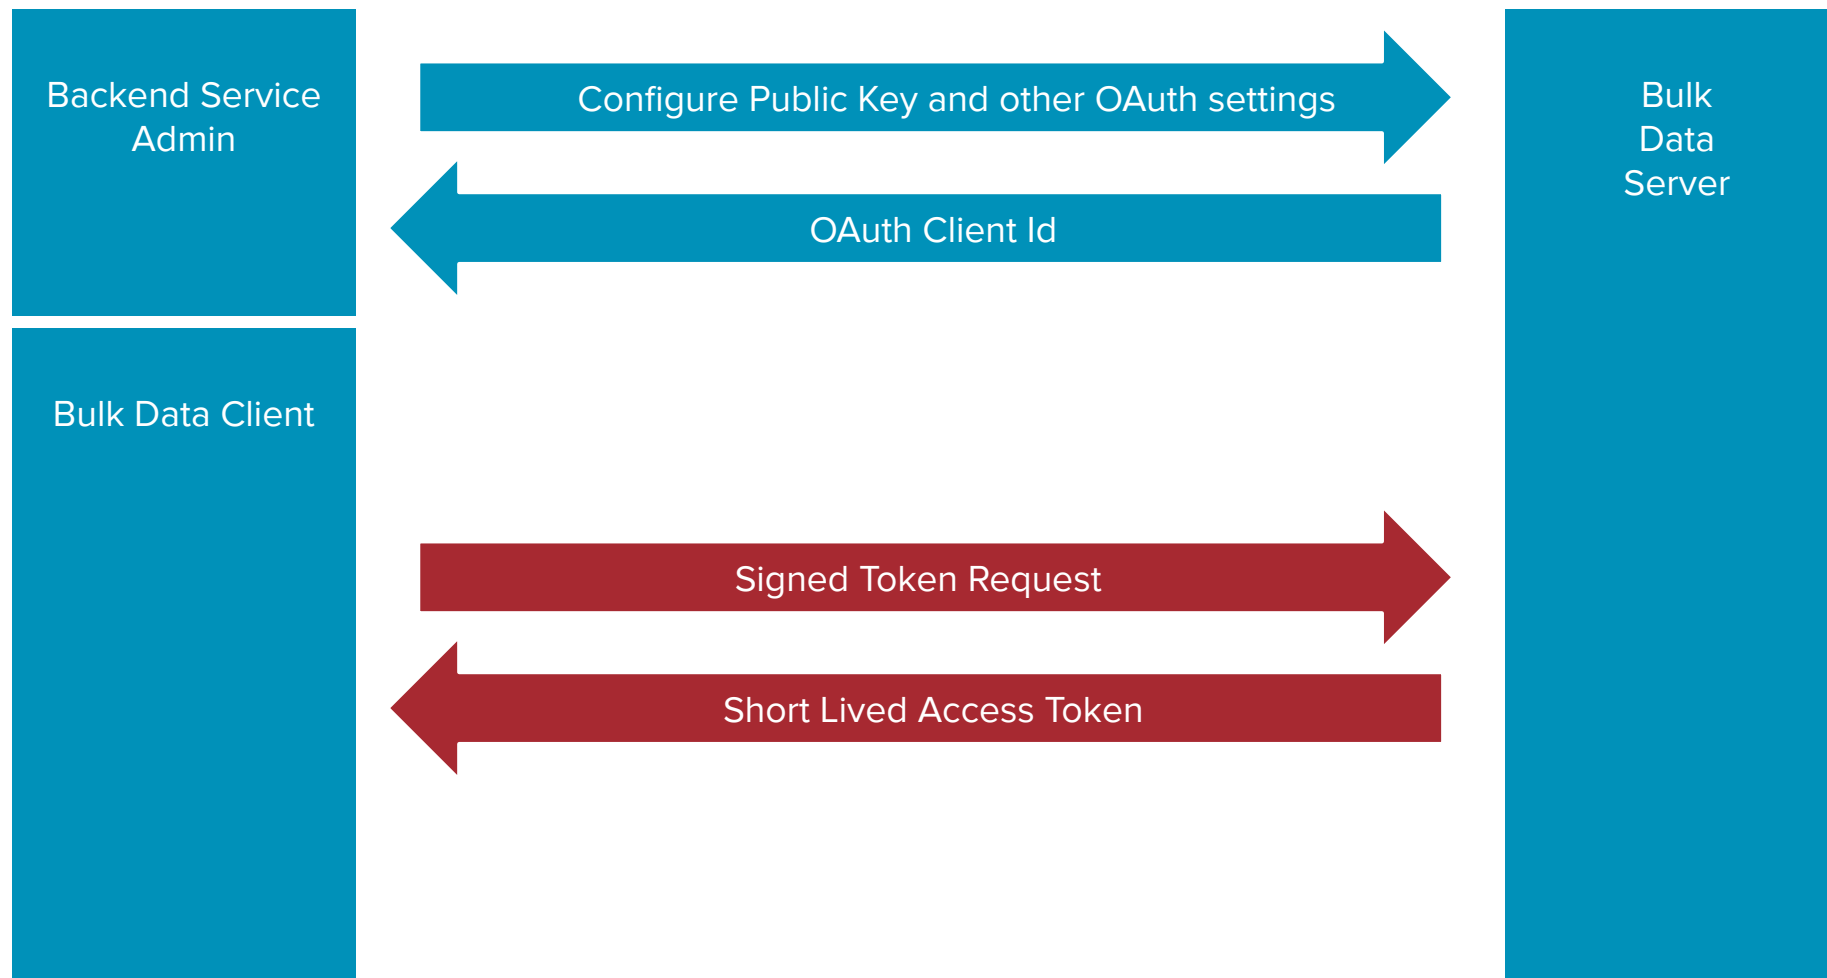 Backend Service
Admin
Configure Public Key and other OAuth settings
Bulk
Data
Server
OAuth Client Id
Bulk Data Client
Signed Token Request
Short Lived Access Token